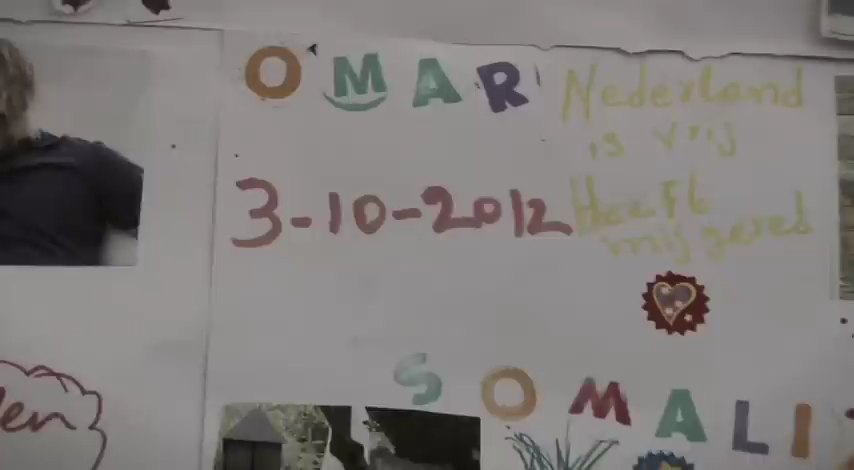 OMAR
Nederland
is vrij
3-10-2012
Heeft
mij gered
SOMALI